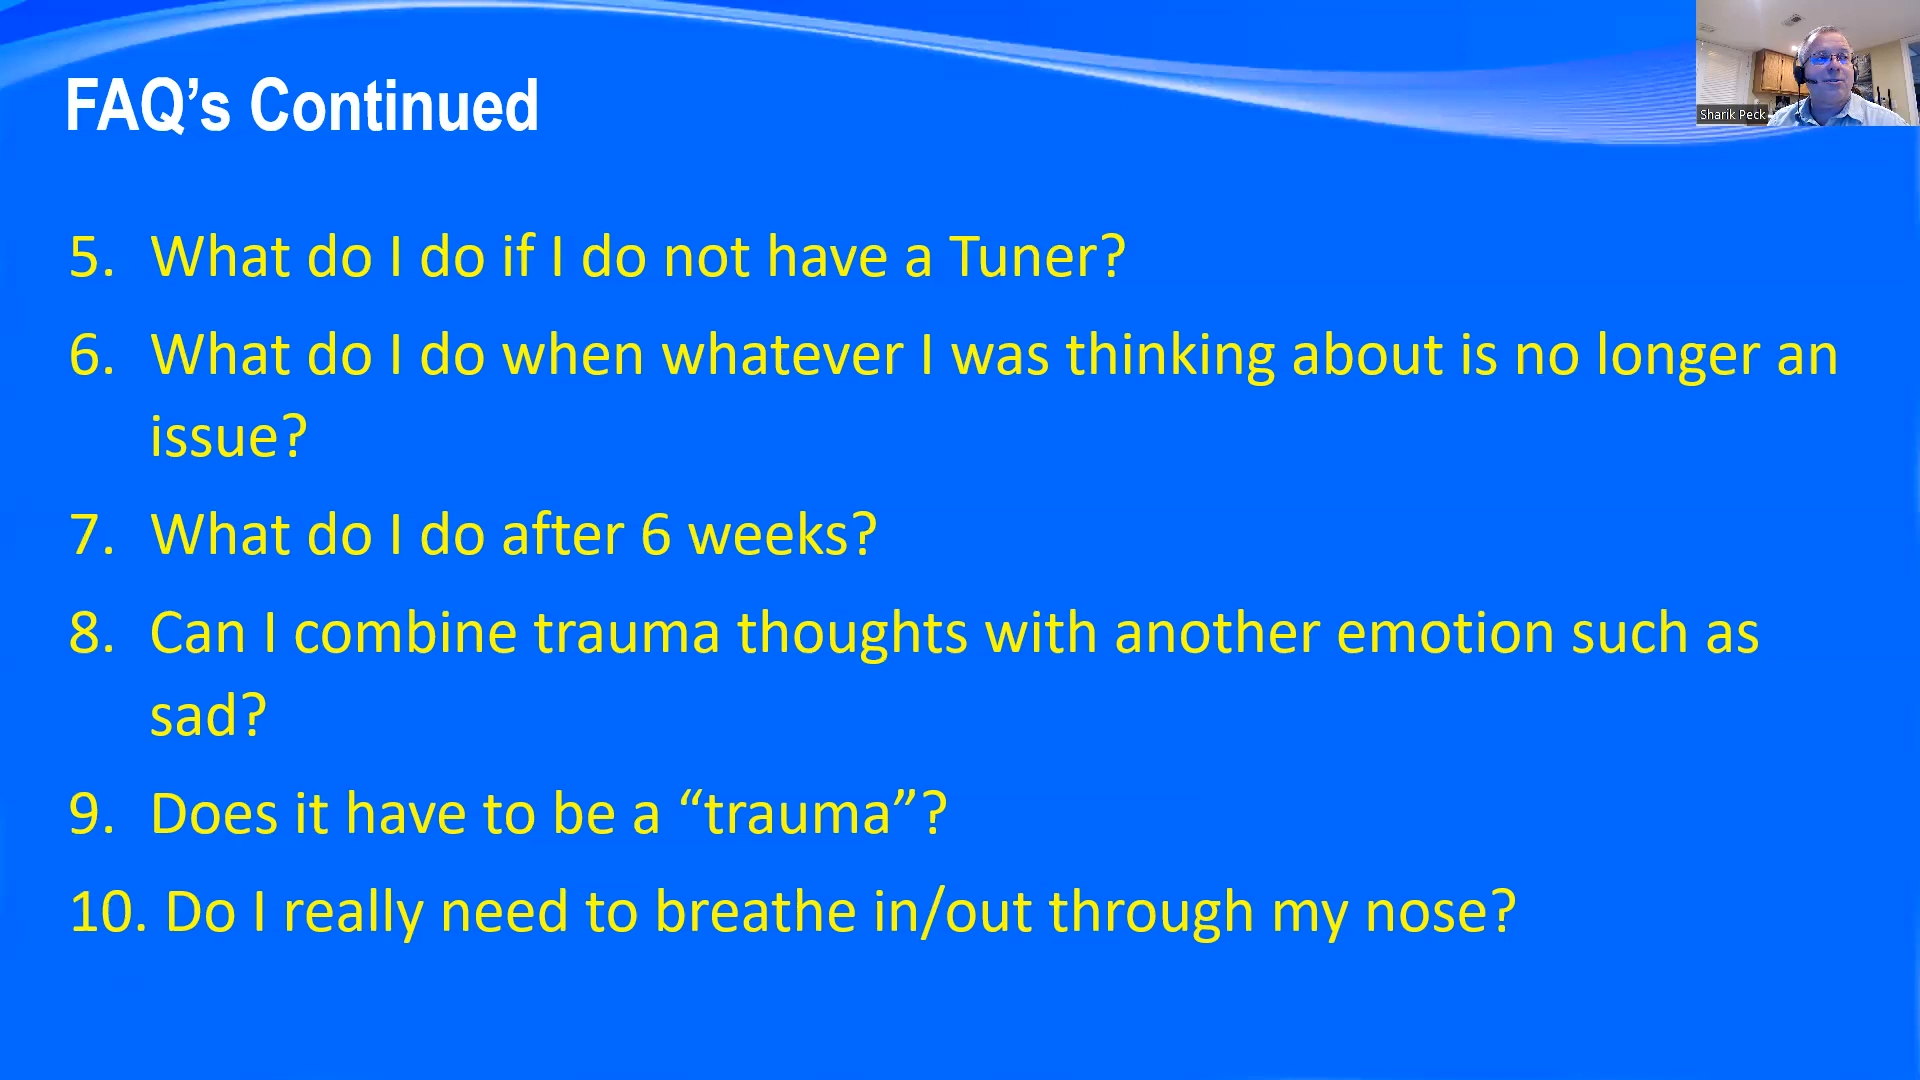 FAQ’s Continued
Sharik Peck
5. What do I do if I do not have a Tuner?
6. What do I do when whatever I was thinking about is no longer an
issue?
7. What do I do after 6 weeks?
8. Can I combine trauma thoughts with another emotion such as
sad?
9. Does it have to be a “trauma”?
10. Do I really need to breathe in/out through my nose?